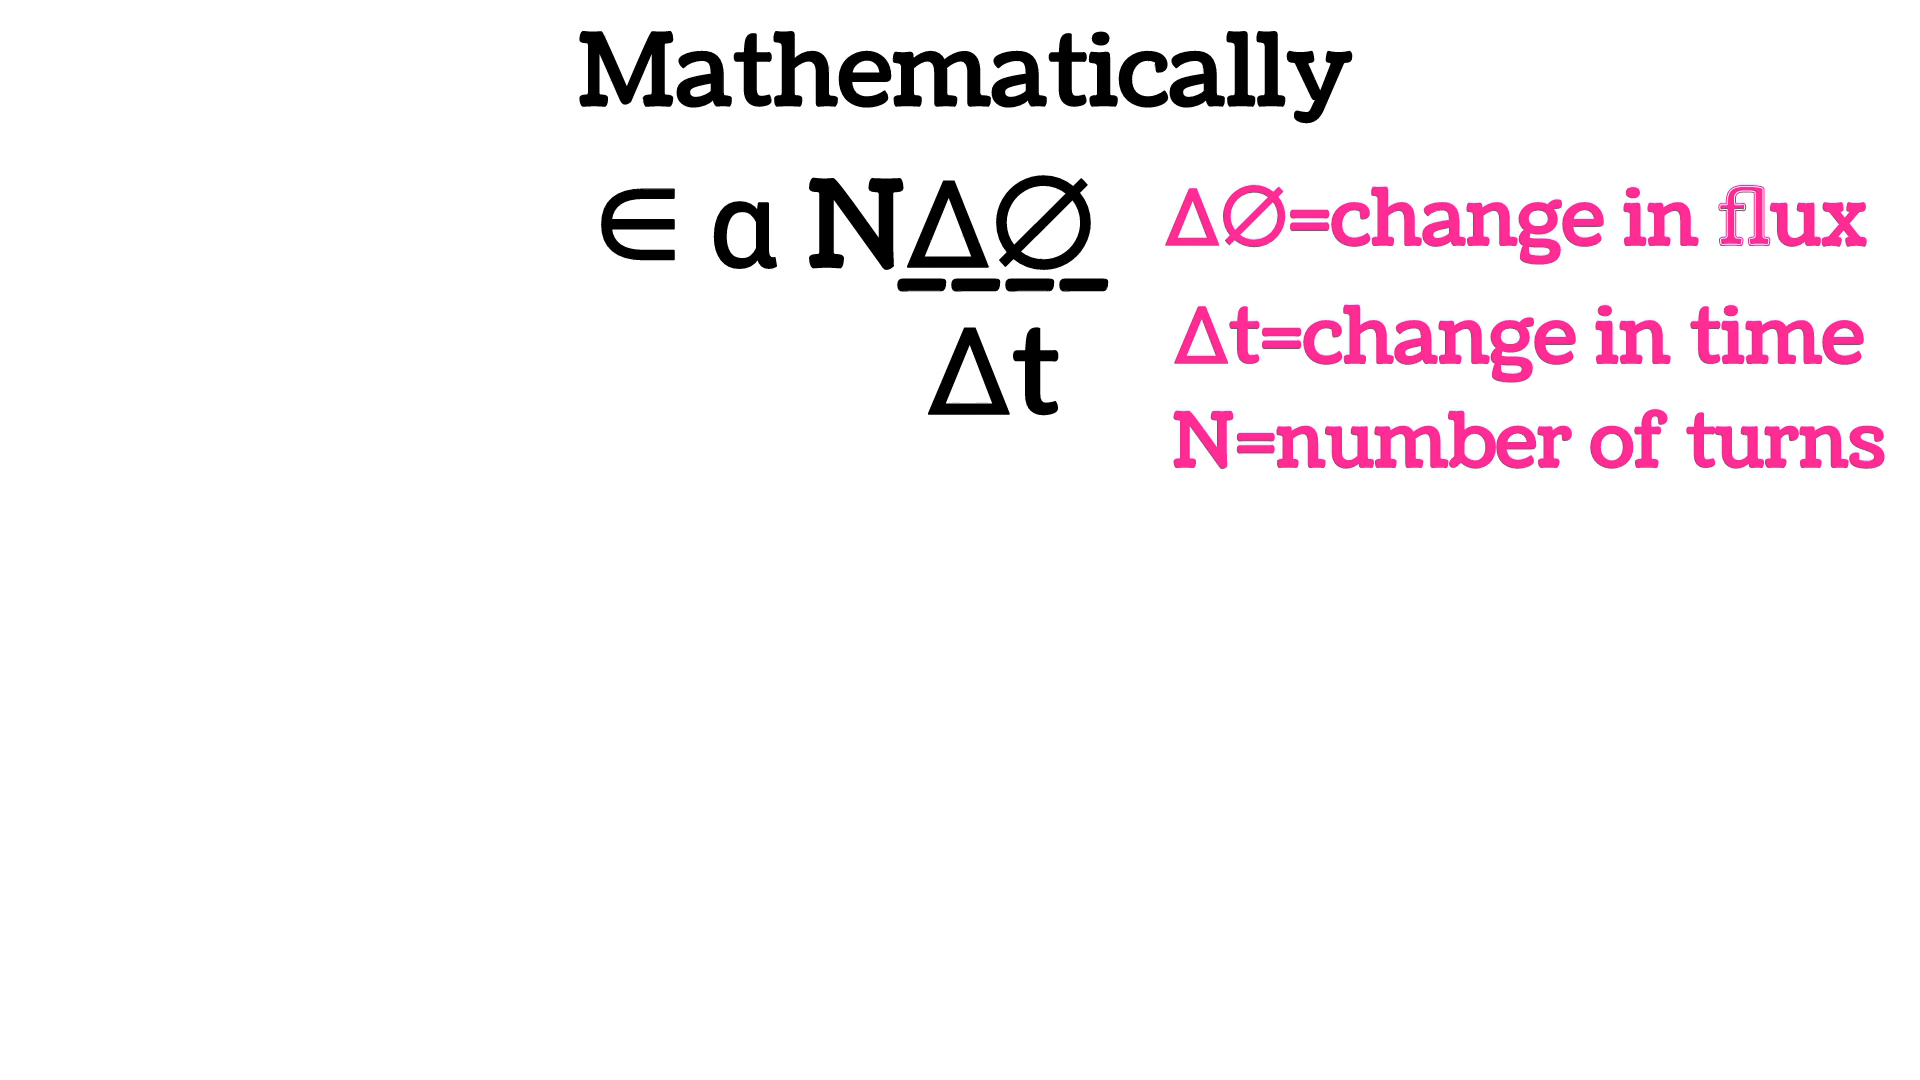 Mathematically
∈ α NΔ∅
----
Δt
Δ∅=change in flux
Δt=change in time
N=number of turns